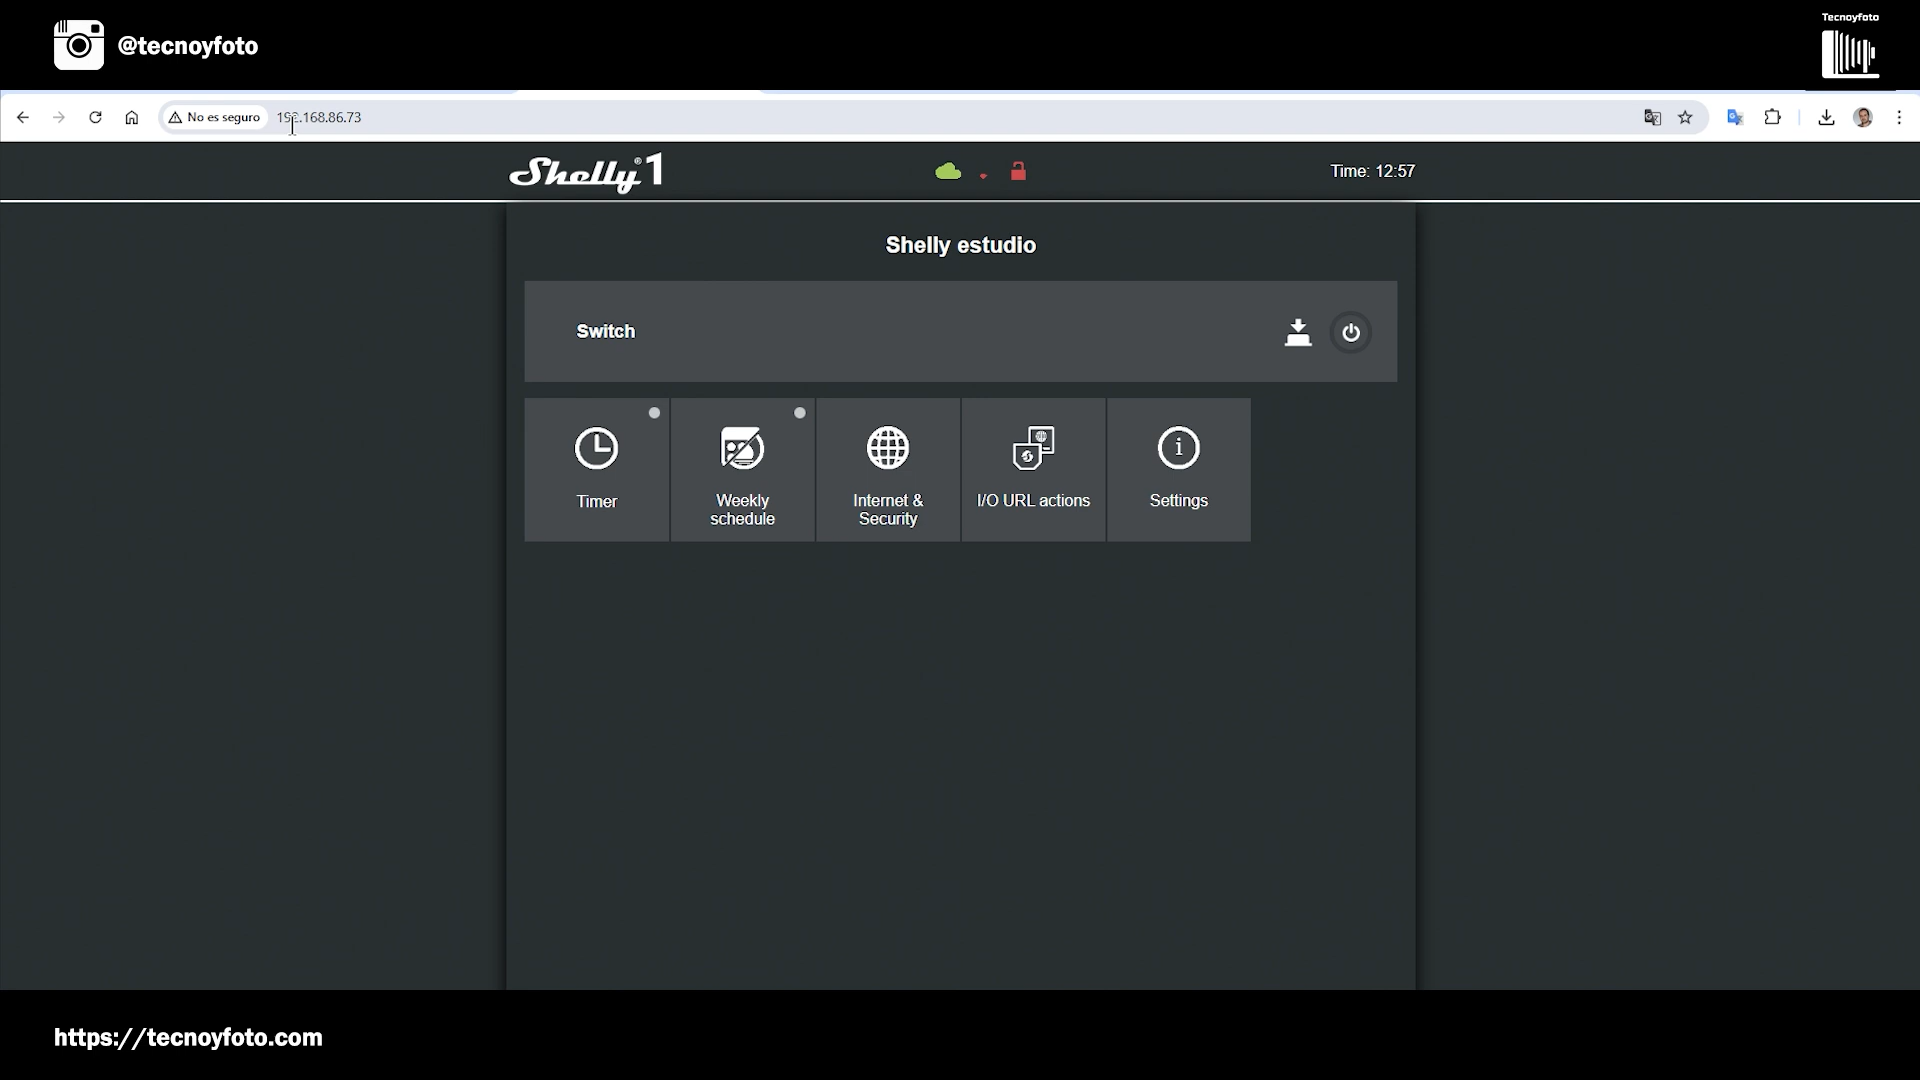 @tecnoyfoto
Tecnoyfoto
No es seguro
192.168.86.73
Shelly®1
Time: 12:57
Shelly estudio
Switch
Timer
Weekly
schedule
Internet &
Security
I/O URL actions
Settings
https://tecnoyfoto.com